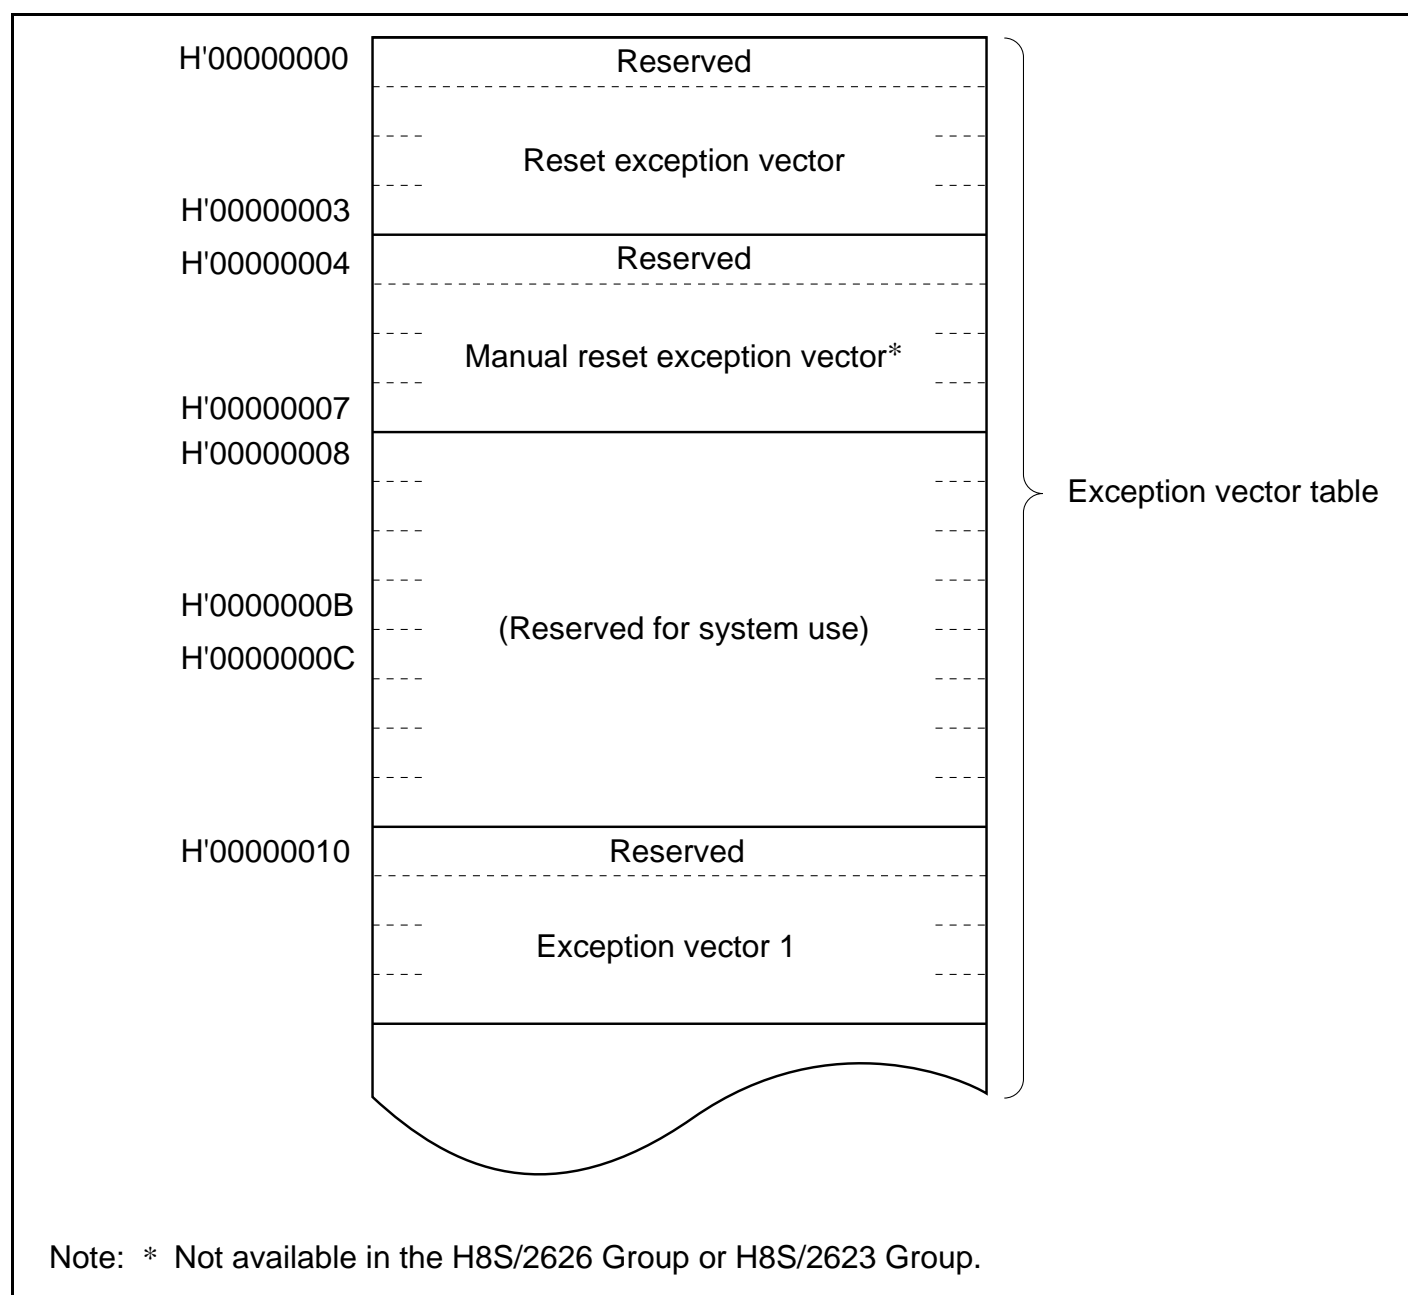 H'00000000 Reserved
Reset exception vector
H'00000003
H'00000004 Reserved
Manual reset exception vector*
H'00000007
H'00000008
Exception vector table
H'0000000B
(Reserved for system use)
H'0000000C
H'00000010 Reserved
Exception vector 1
Note: * Not available in the H8S/2626 Group or H8S/2623 Group.